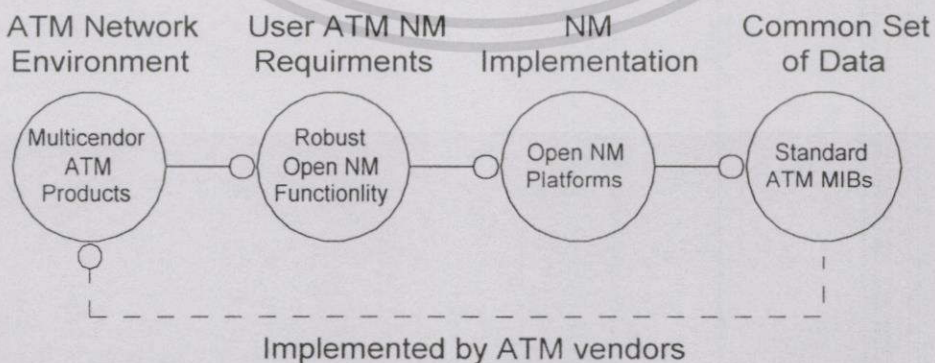 ATM Network
Environment
User ATM NM
Requirments
NM
Implementation
Common Set
of Data
Multicendor
ATM
Products
Robust
Open NM
Functionlity
Open NM
Platforms
Standard
ATM MIBs
Implemented by ATM vendors